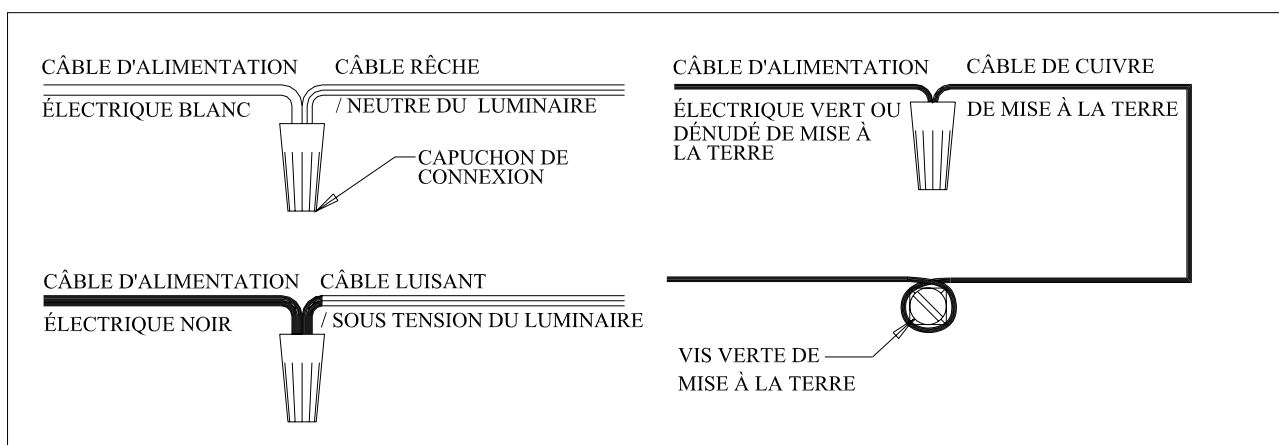 CÂBLE D'ALIMENTATION
ÉLECTRIQUE BLANC
CÂBLE RÊCHE
/ NEUTRE DU LUMINAIRE
CAPUCHON DE
CONNEXION
CÂBLE D'ALIMENTATION
ÉLECTRIQUE NOIR
CÂBLE LUISANT
/ SOUS TENSION DU LUMINAIRE
CÂBLE D'ALIMENTATION
ÉLECTRIQUE VERT OU
DÉNUDÉ DE MISE À
LA TERRE
CÂBLE DE CUIVRE
DE MISE À LA TERRE
VIS VERTE DE
MISE À LA TERRE